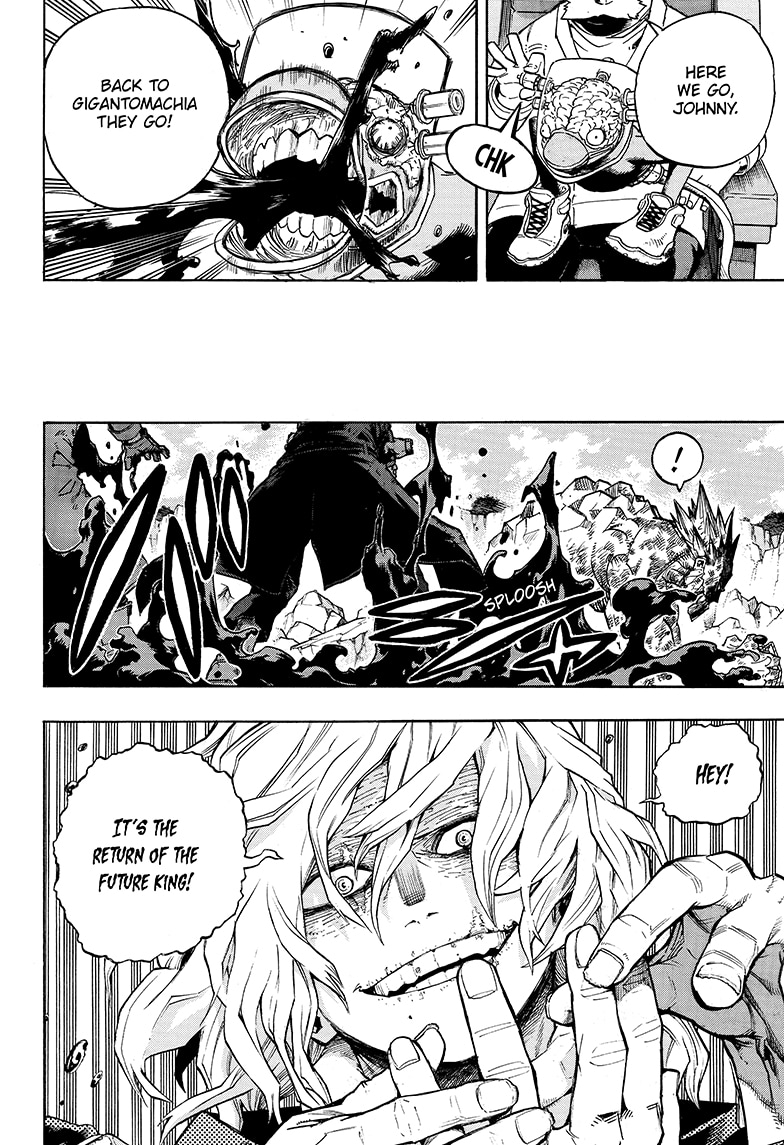 HERE
WE GO,
JOHNNY.
CHK
BACK TO
GIGANTOMACHIA
THEY GO!
!
SPLOOSH
HEY!
IT'S THE
RETURN OF THE
FUTURE KING!